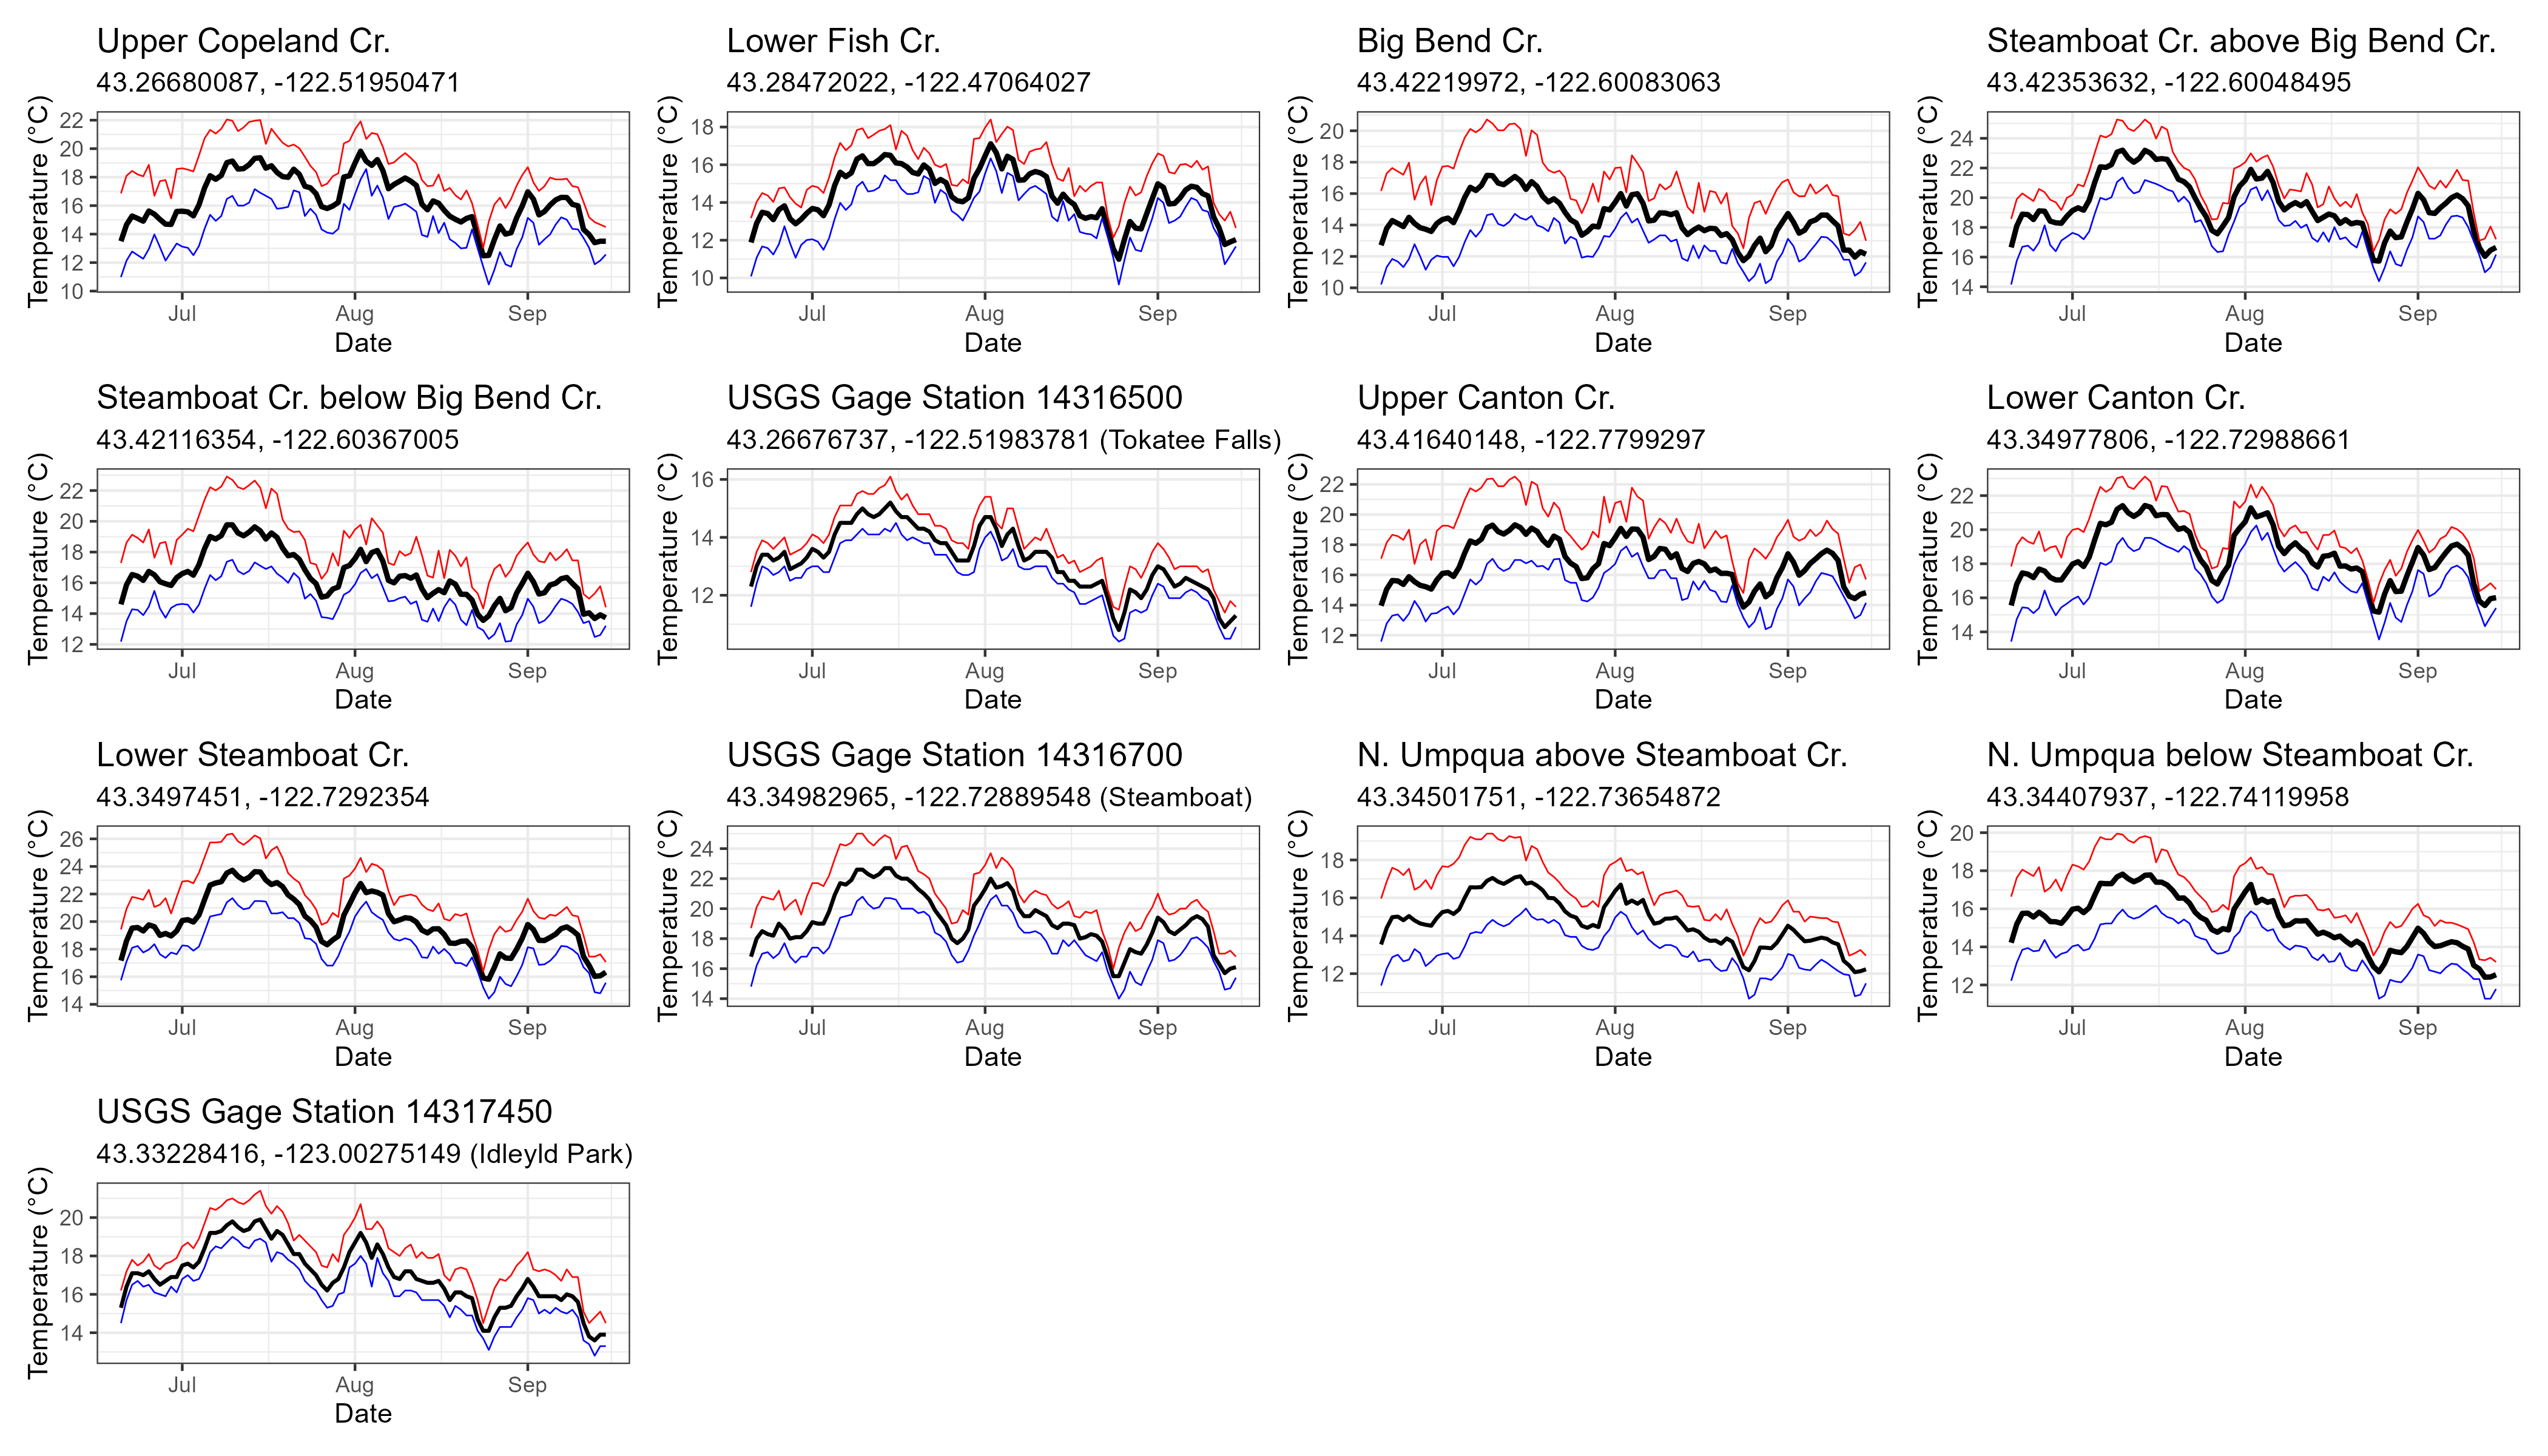 Upper Copeland Cr.
43.26680087, -122.51950471
Temperature (°C)
22
20
18
16
14
12
10
Jul Aug Sep
Date
Lower Fish Cr.
43.28472022, -122.47064027
Temperature (°C)
18
16
14
12
10
Jul Aug Sep
Date
Big Bend Cr.
43.42219972, -122.60083063
Temperature (°C)
20
18
16
14
12
10
Jul Aug Sep
Date
Steamboat Cr. above Big Bend Cr.
43.42353632, -122.60048495
Temperature (°C)
24
22
20
18
16
14
Jul Aug Sep
Date
Steamboat Cr. below Big Bend Cr.
43.42116354, -122.60367005
Temperature (°C)
22
20
18
16
14
12
Jul Aug Sep
Date
USGS Gage Station 14316500
43.26676737, -122.51983781 (Tokatee Falls)
Temperature (°C)
16
14
12
Jul Aug Sep
Date
Upper Canton Cr.
43.41640148, -122.7799297
Temperature (°C)
22
20
18
16
14
12
Jul Aug Sep
Date
Lower Canton Cr.
43.34977806, -122.72988661
Temperature (°C)
22
20
18
16
14
Jul Aug Sep
Date
Lower Steamboat Cr.
43.3497451, -122.7292354
Temperature (°C)
26
24
22
20
18
16
14
Jul Aug Sep
Date
USGS Gage Station 14316700
43.34982965, -122.72889548 (Steamboat)
Temperature (°C)
24
22
20
18
16
14
Jul Aug Sep
Date
N. Umpqua above Steamboat Cr.
43.34501751, -122.73654872
Temperature (°C)
18
16
14
12
Jul Aug Sep
Date
N. Umpqua below Steamboat Cr.
43.34407937, -122.74119958
Temperature (°C)
20
18
16
14
12
Jul Aug Sep
Date
USGS Gage Station 14317450
43.33228416, -123.00275149 (Idleyld Park)
Temperature (°C)
20
18
16
14
Jul Aug Sep
Date